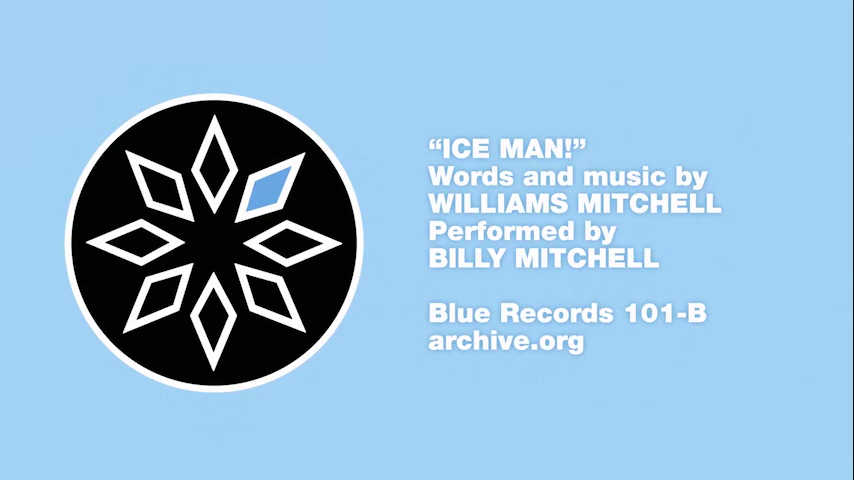 “ICE MAN!”
Words and music by
WILLIAMS MITCHELL
Performed by
BILLY MITCHELL
Blue Records 101-B
archive.org